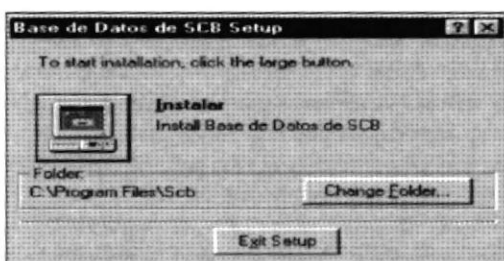 Base de Datos de SCB Setup
To start installation, click the large button.
Instalar
Install Base de Datos de SCB
Folder:
C:\Program Files\Scb
Change Folder...
Exit Setup